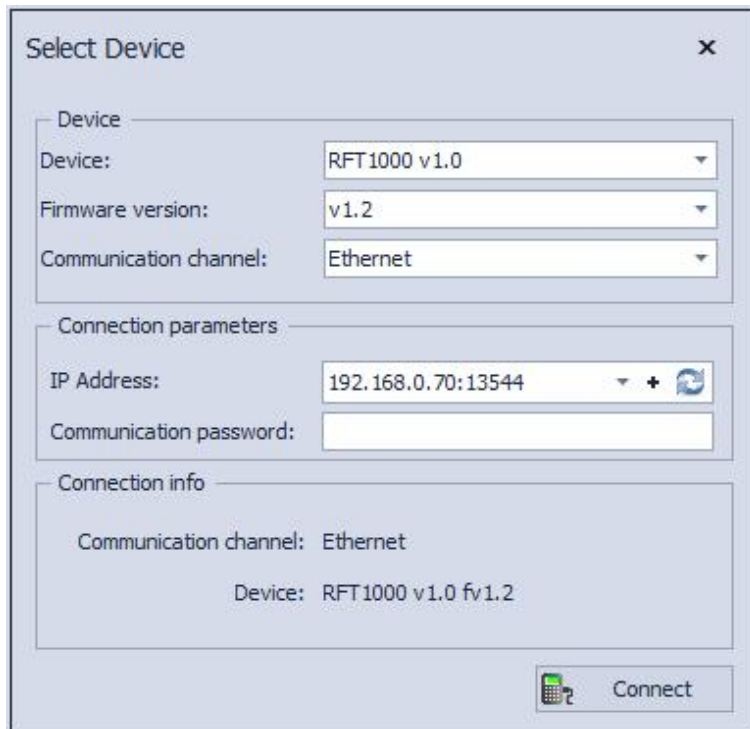 Select Device
Device
Device: RFT1000 v1.0
Firmware version: v1.2
Communication channel: Ethernet
Connection parameters
IP Address: 192.168.0.70:13544
Communication password:
Connection info
Communication channel: Ethernet
Device: RFT1000 v1.0 fv1.2
Connect